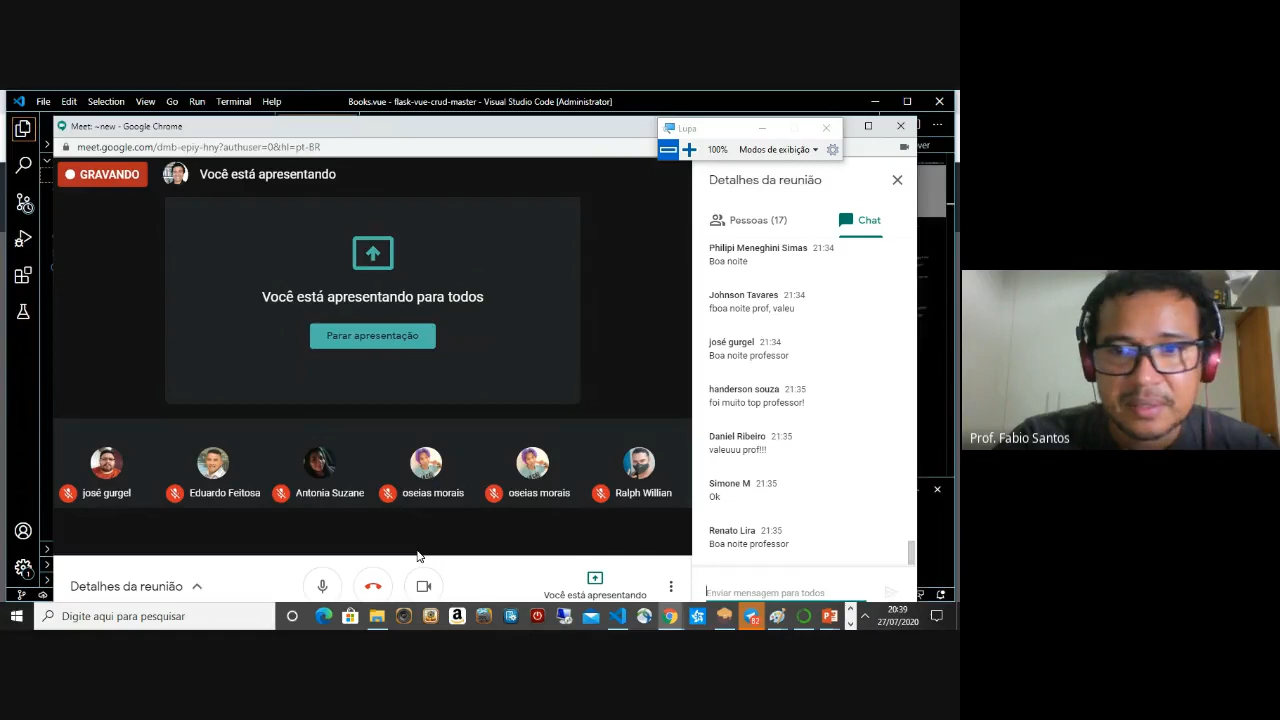 File Edit Selection View Go Run Terminal Help
Books.vue - flask-vue-crud-master - Visual Studio Code [Administrator]
Meet: ~new - Google Chrome
Lupa
meet.google.com/dmb-epiy-hny?authuser=0&hl=pt-BR
100%
Modos de exibição
ver
GRAVANDO
Você está apresentando
Detalhes da reunião
Pessoas (17)
Chat
Você está apresentando para todos
Parar apresentação
Philipi Meneghini Simas 21:34
Boa noite
Johnson Tavares 21:34
fboa noite prof, valeu
josé gurgel 21:34
Boa noite professor
handerson souza 21:35
foi muito top professor!
Daniel Ribeiro 21:35
valeuuu prof!!!
Simone M 21:35
Ok
Renato Lira 21:35
Boa noite professor
Enviar mensagem para todos
josé gurgel
Eduardo Feitosa
Antonia Suzane
oseias morais
oseias morais
Ralph Willian
Detalhes da reunião
Você está apresentando
1
Digite aqui para pesquisar
82
20:39
27/07/2020
Prof. Fabio Santos